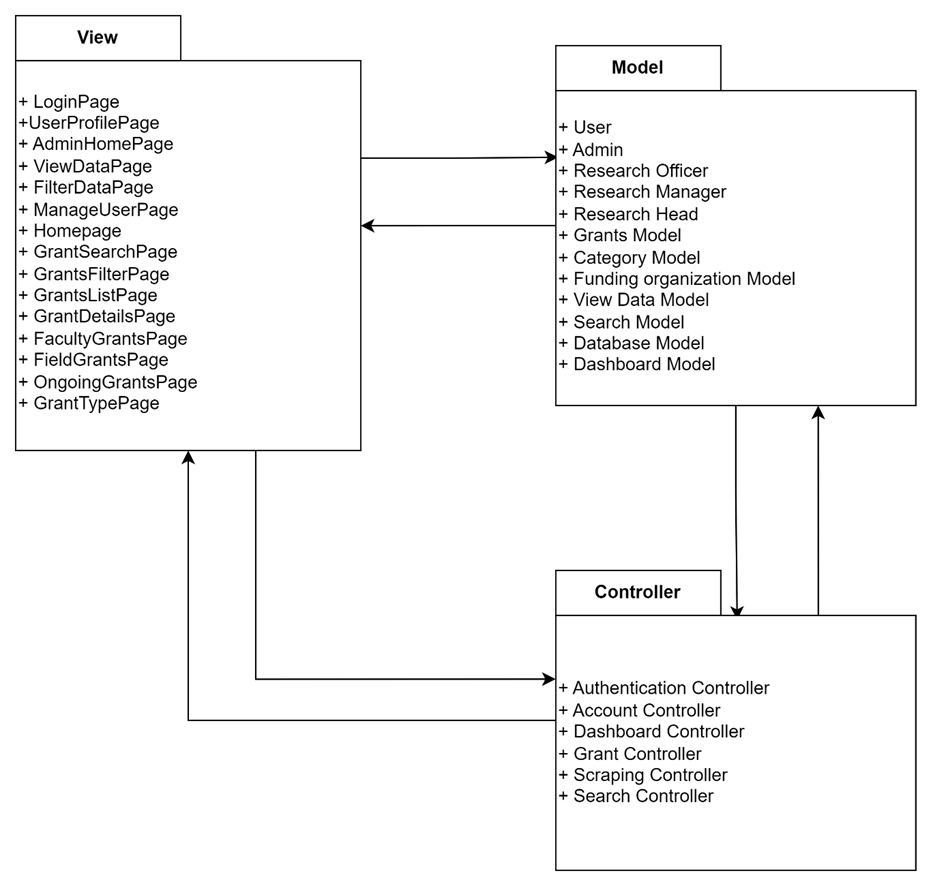 View
+ LoginPage
+UserProfilePage
+ AdminHomePage
+ ViewDataPage
+ FilterDataPage
+ ManageUserPage
+ Homepage
+ GrantSearchPage
+ GrantsFilterPage
+ GrantsListPage
+ GrantDetailsPage
+ FacultyGrantsPage
+ FieldGrantsPage
+ OngoingGrantsPage
+ GrantTypePage
Model
+ User
+ Admin
+ Research Officer
+ Research Manager
+ Research Head
+ Grants Model
+ Category Model
+ Funding organization Model
+ View Data Model
+ Search Model
+ Database Model
+ Dashboard Model
Controller
+ Authentication Controller
+ Account Controller
+ Dashboard Controller
+ Grant Controller
+ Scraping Controller
+ Search Controller